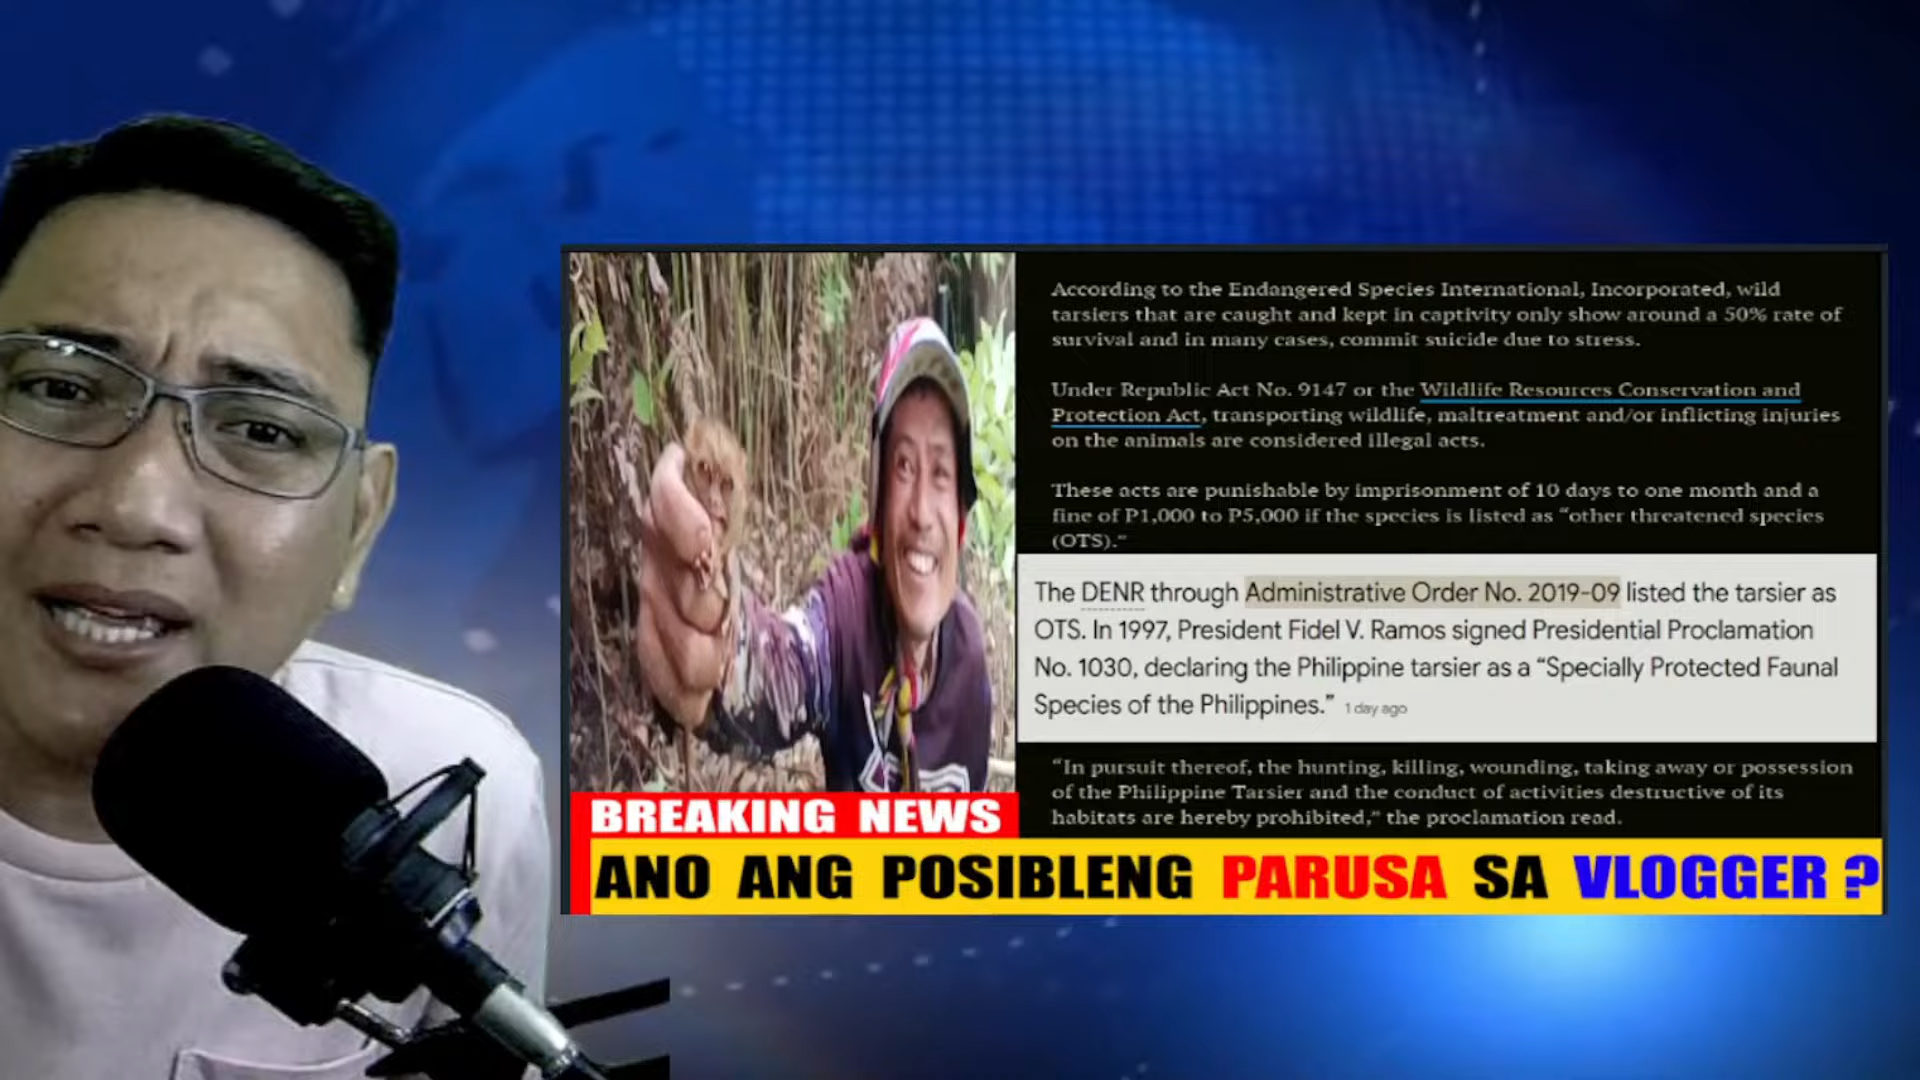 According to the Endangered Species International, Incorporated, wild
tarsiers that are caught and kept in captivity only show around a 50% rate of
survival and in many cases, commit suicide due to stress.
Under Republic Act No. 9147 or the Wildlife Resources Conservation and
Protection Act, transporting wildlife, maltreatment and/or inflicting injuries
on the animals are considered illegal acts.
These acts are punishable by imprisonment of 10 days to one month and a
fine of P1,000 to P5,000 if the species is listed as “other threatened species
(OTS).”
The DENR through Administrative Order No. 2019-09 listed the tarsier as
OTS. In 1997, President Fidel V. Ramos signed Presidential Proclamation
No. 1030, declaring the Philippine tarsier as a “Specially Protected Faunal
Species of the Philippines.” 1 day ago
“In pursuit thereof, the hunting, killing, wounding, taking away or possession
of the Philippine Tarsier and the conduct of activities destructive of its
habitats are hereby prohibited,” the proclamation read.
BREAKING NEWS
ANO ANG POSIBLENG PARUSA SA VLOGGER ?